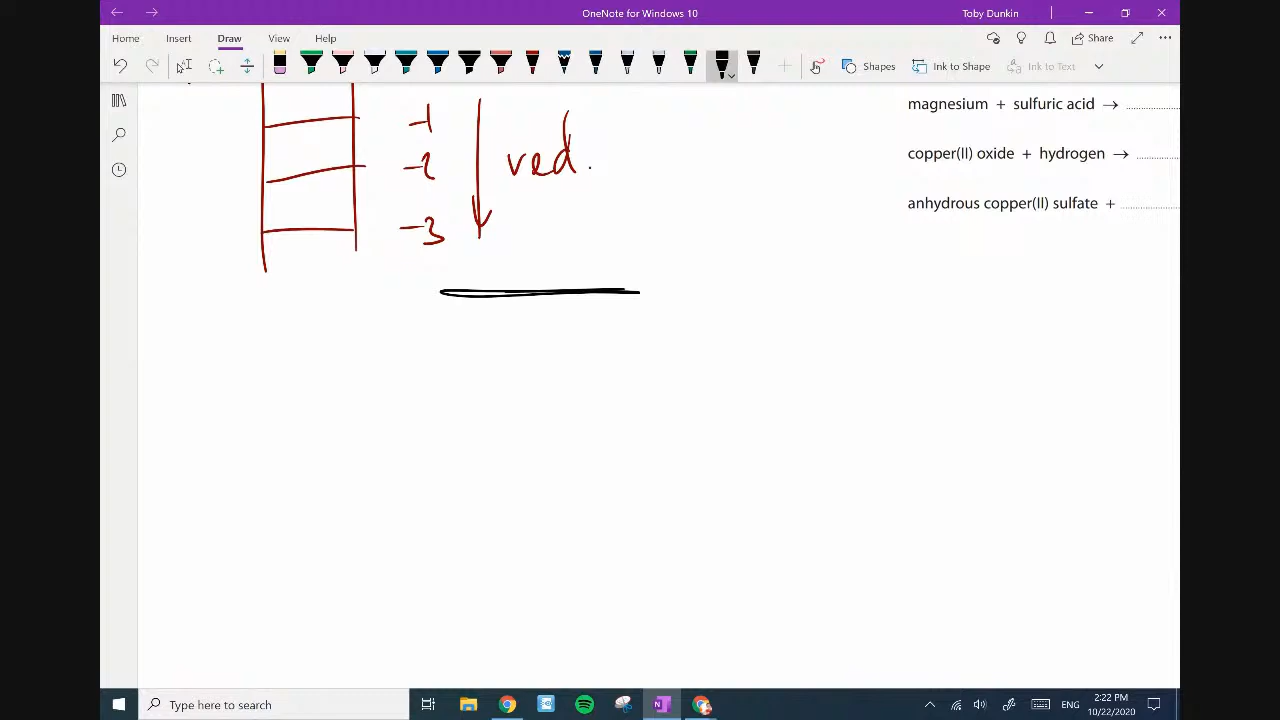 OneNote for Windows 10
Toby Dunkin
Home Insert Draw View Help
Share
Shapes Ink to Shape Ink to Text
magnesium + sulfuric acid → ..............
copper(II) oxide + hydrogen → ...........
anhydrous copper(II) sulfate + ...............
-1
-2
red.
-3
Type here to search
ENG
2:22 PM
10/22/2020